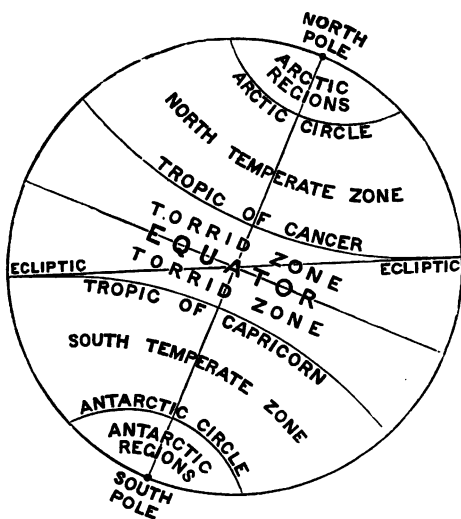 NORTH
POLE
ARCTIC
REGIONS
ARCTIC CIRCLE
NORTH TEMPERATE ZONE
TROPIC OF CANCER
TORRID ZONE
EQUATOR
ECLIPTIC
ECLIPTIC
TORRID ZONE
TROPIC OF CAPRICORN
SOUTH TEMPERATE ZONE
ANTARCTIC CIRCLE
ANTARCTIC
REGIONS
SOUTH
POLE